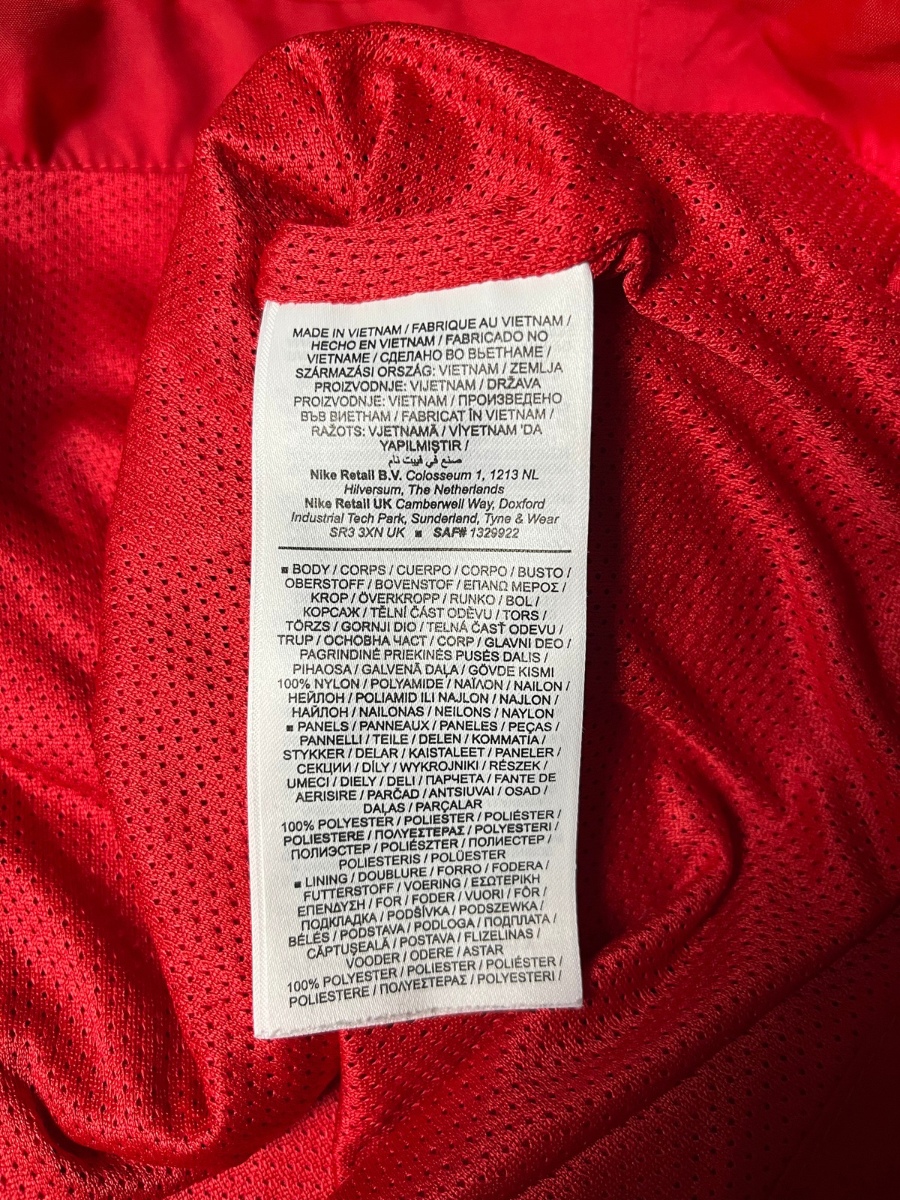 MADE IN VIETNAM / FABRIQUE AU VIETNAM /
HECHO EN VIETNAM / FABRICADO NO
VIETNAME / СДЕЛАНО ВО ВЬЕТНАМЕ /
SZÁRMAZÁSI ORSZÁG: VIETNAM / ZEMLJA
PROIZVODNJE: VIJETNAM / DRŽAVA
PROIZVODNJE: VIETNAM / ПРОИЗВЕДЕНО
ВЪВ ВИЕТНАМ / FABRICAT ÎN VIETNAM /
RAŽOTS: VJETNAMĀ / VİYETNAM 'DA
YAPILMIŞTIR /
صنع في فييت نام
Nike Retail B.V. Colosseum 1, 1213 NL
Hilversum, The Netherlands
Nike Retail UK Camberwell Way, Doxford
Industrial Tech Park, Sunderland, Tyne & Wear
SR3 3XN UK ■ SAF# 1329922
■ BODY / CORPS / CUERPO / CORPO / BUSTO /
OBERSTOFF / BOVENSTOF / ΕΠΑΝΩ ΜΕΡΟΣ /
KROP / ÖVERKROPP / RUNKO / BOL /
КОРСАЖ / TĚLNÍ ČÁST ODĚVU / TORS /
TÖRZS / GORNJI DIO / TELNÁ ČASŤ ODEVU /
TRUP / ОСНОВНА ЧАСТ / CORP / GLAVNI DEO /
PAGRINDINĖ PRIEKINĖS PUSĖS DALIS /
PIHAOSA / GALVENĀ DAĻA / GÖVDE KISMI
100% NYLON / POLYAMIDE / ΝΑΪΛΟΝ / NAILON /
НЕЙЛОН / POLIAMID ILI NAJLON / NAJLON /
НАЙЛОН / NAILONAS / NEILONS / NAYLON
■ PANELS / PANNEAUX / PANELES / PEÇAS /
PANNELLI / TEILE / DELEN / ΚΟΜΜΑΤΙΑ /
STYKKER / DELAR / KAISTALEET / PANELER /
СЕКЦИИ / DÍLY / WYKROJNIKI / RÉSZEK /
UMECI / DIELY / DELI / ПАРЧЕТА / FANTE DE
AERISIRE / PARČAD / ANTSIUVAI / OSAD /
DAĻAS / PARÇALAR
100% POLYESTER / POLIESTER / POLIÉSTER /
POLIESTERE / ΠΟΛΥΕΣΤΕΡΑΣ / POLYESTERI /
ПОЛИЭСТЕР / POLIÉSZTER / ПОЛИЕСТЕР /
POLIESTERIS / POLÜESTER
■ LINING / DOUBLURE / FORRO / FODERA /
FUTTERSTOFF / VOERING / ΕΣΩΤΕΡΙΚΗ
ΕΠΕΝΔΥΣΗ / FOR / FODER / VUORI / FÔR /
ПОДКЛАДКА / PODŠÍVKA / PODSZEWKA /
BÉLÉS / PODSTAVA / PODLOGA / ПОДПЛАТА /
CĂPTUŞEALĂ / POSTAVA / FLIZELINAS /
VOODER / ODERE / ASTAR
100% POLYESTER / POLIESTER / POLIÉSTER /
POLIESTERE / ΠΟΛΥΕΣΤΕΡΑΣ / POLYESTERI /